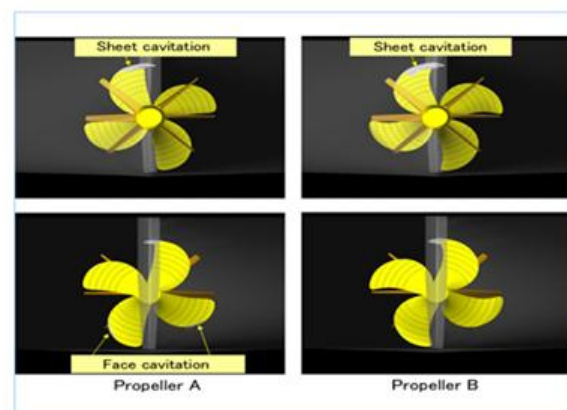 Sheet cavitation
Sheet cavitation
Face cavitation
Propeller A
Propeller B